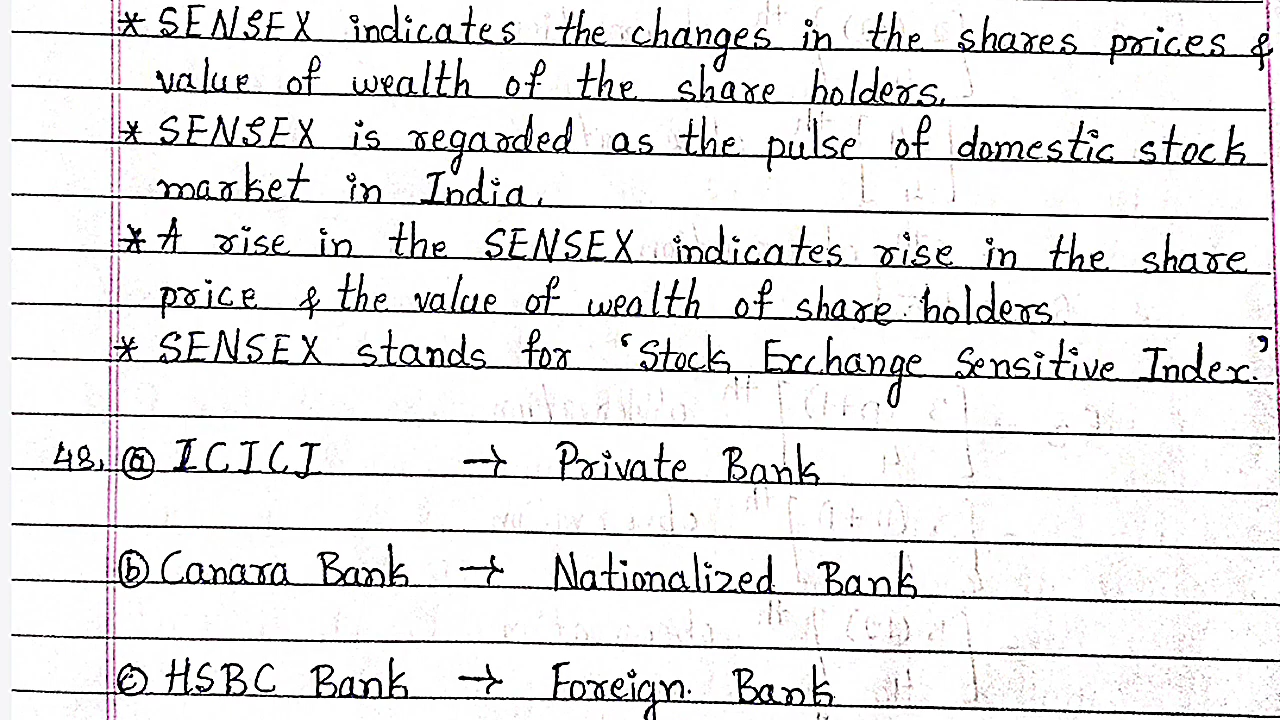 * SENSEX indicates the changes in the shares prices &
value of wealth of the share holders.
* SENSEX is regarded as the pulse of domestic stock
market in India.
* A rise in the SENSEX indicates rise in the share
price & the value of wealth of share holders.
* SENSEX stands for 'Stock Exchange Sensitive Index.'
48. ⓐ ICICI → Private Bank
ⓑ Canara Bank → Nationalized Bank
ⓒ HSBC Bank → Foreign Bank